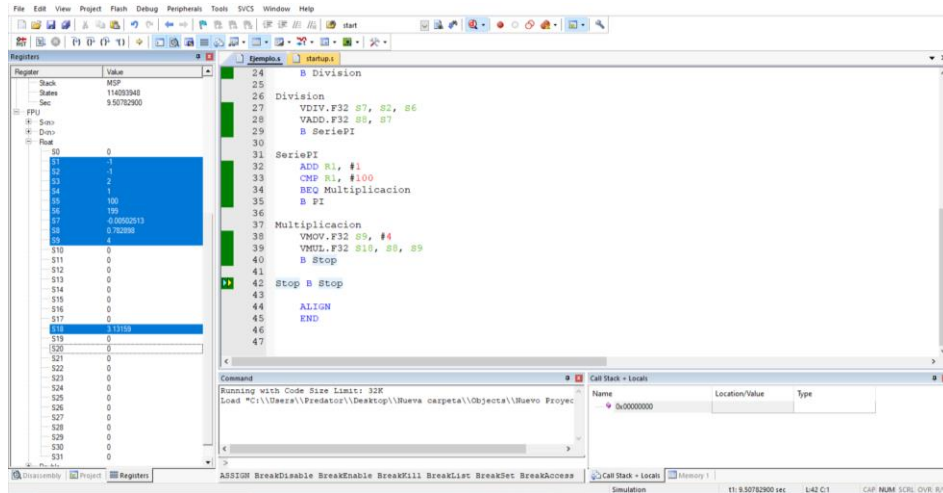 File Edit View Project Flash Debug Peripherals Tools SVCS Window Help
start
Registers
Register Value
Stack MSP
States 114093948
Sec 9.50782900
FPU
Float
S0 0
S1 -1
S2 -1
S3 2
S4 1
S5 100
S6 199
S7 -0.00502513
S8 0.782898
S9 4
S10 0
S11 0
S12 0
S13 0
S14 0
S15 0
S16 0
S17 0
S18 3.13159
S19 0
S20 0
S21 0
S22 0
S23 0
S24 0
S25 0
S26 0
S27 0
S28 0
S29 0
S30 0
S31 0
Disassembly Project Registers
Ejemplo.s startup.s
24 B Division
25
26 Division
27 VDIV.F32 S7, S2, S6
28 VADD.F32 S8, S7
29 B SeriePI
30
31 SeriePI
32 ADD R1, #1
33 CMP R1, #100
34 BEQ Multiplicacion
35 B PI
36
37 Multiplicacion
38 VMOV.F32 S9, #4
39 VMUL.F32 S18, S8, S9
40 B Stop
41
42 Stop B Stop
43
44 ALIGN
45 END
46
47
Command
Running with Code Size Limit: 32K
Load "C:\\Users\\Predator\\Desktop\\Nueva carpeta\\Objects\\Nuevo Proyec
>
ASSIGN BreakDisable BreakEnable BreakKill BreakList BreakSet BreakAccess
Call Stack + Locals
Name Location/Value Type
0x00000000
Call Stack + Locals Memory 1
Simulation t1: 9.50782900 sec L:42 C:1 CAP NUM SCRL OVR R/